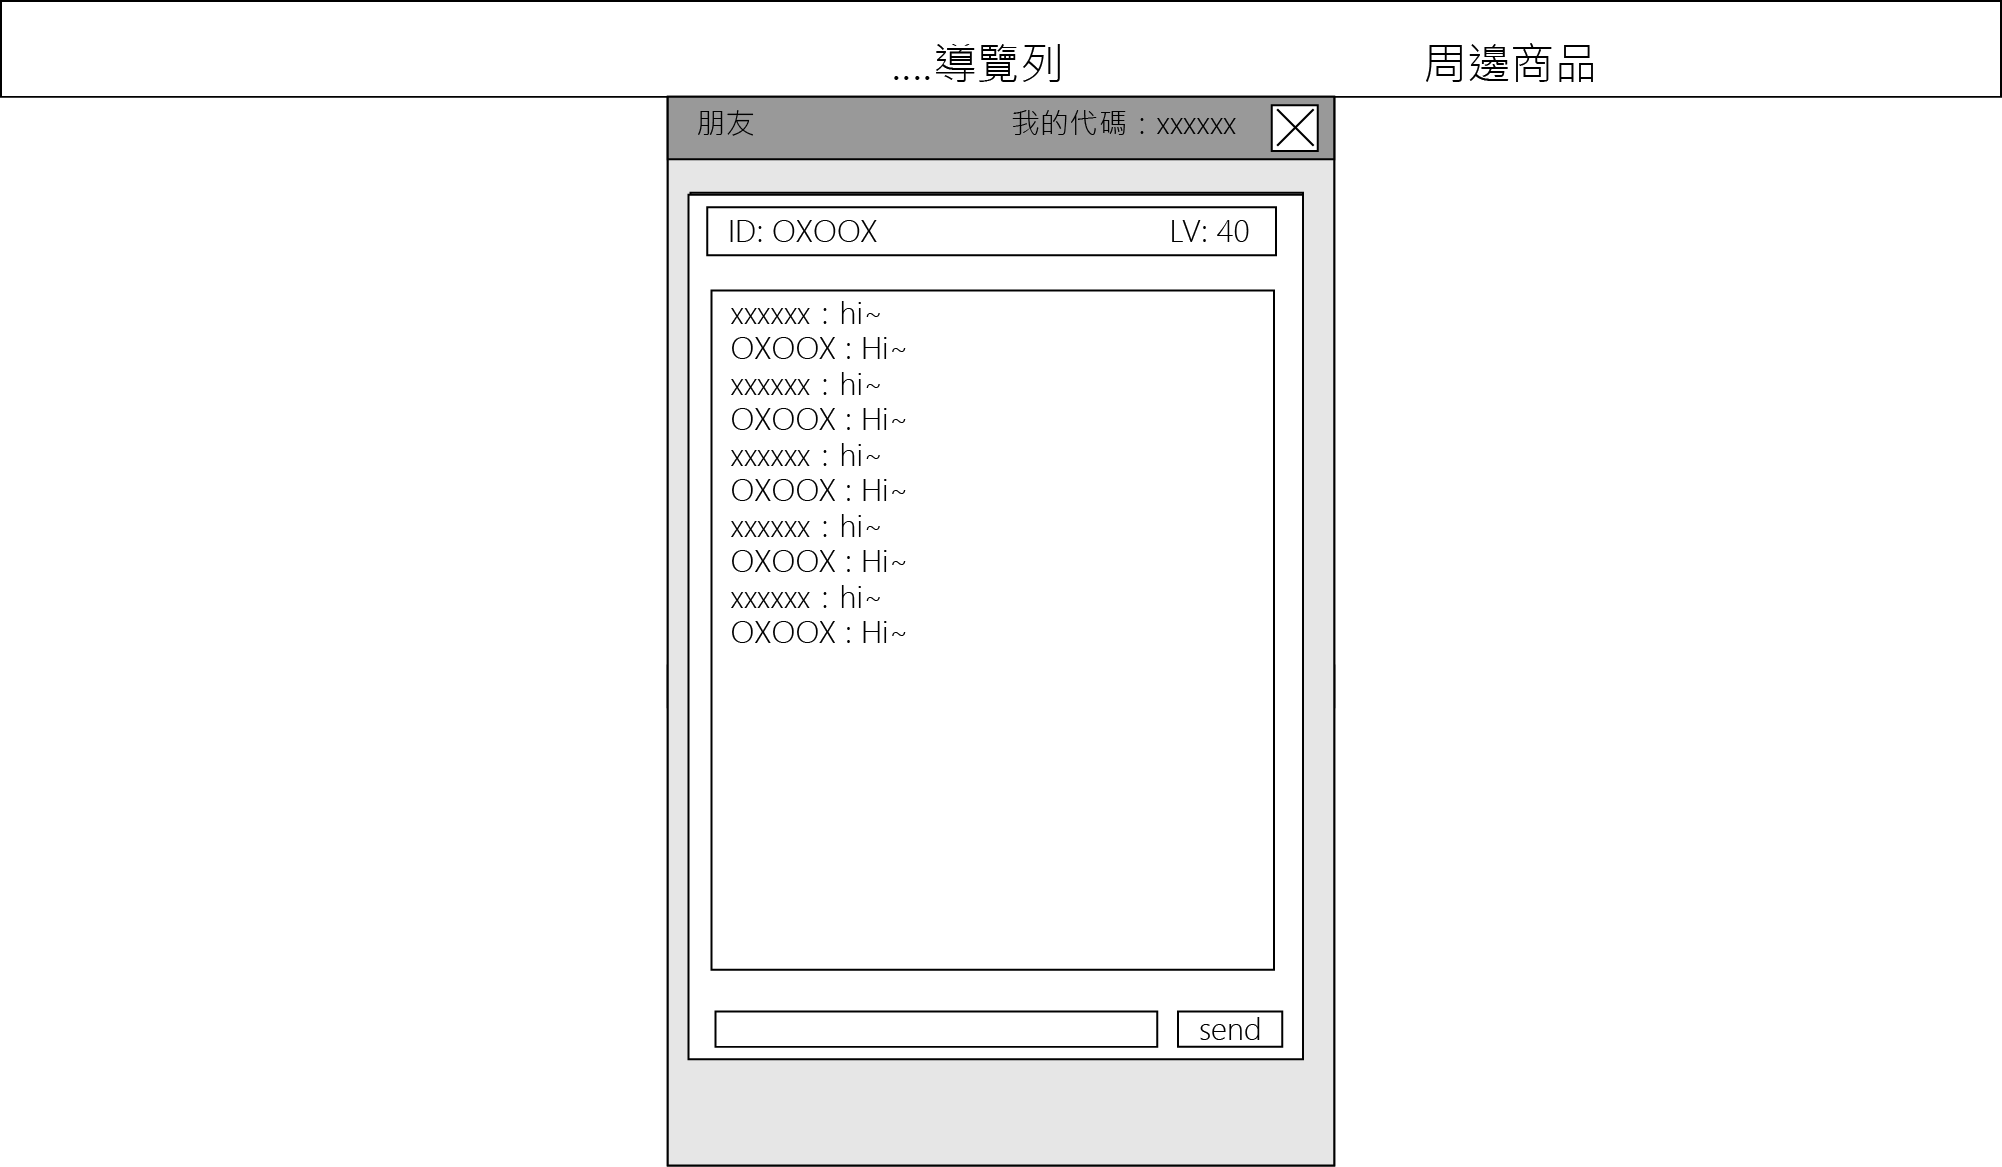 ....導覽列 周邊商品
朋友 我的代碼：xxxxxx
ID: OXOOX LV: 40
xxxxxx：hi~
OXOOX : Hi~
xxxxxx：hi~
OXOOX : Hi~
xxxxxx：hi~
OXOOX : Hi~
xxxxxx：hi~
OXOOX : Hi~
xxxxxx：hi~
OXOOX : Hi~
send